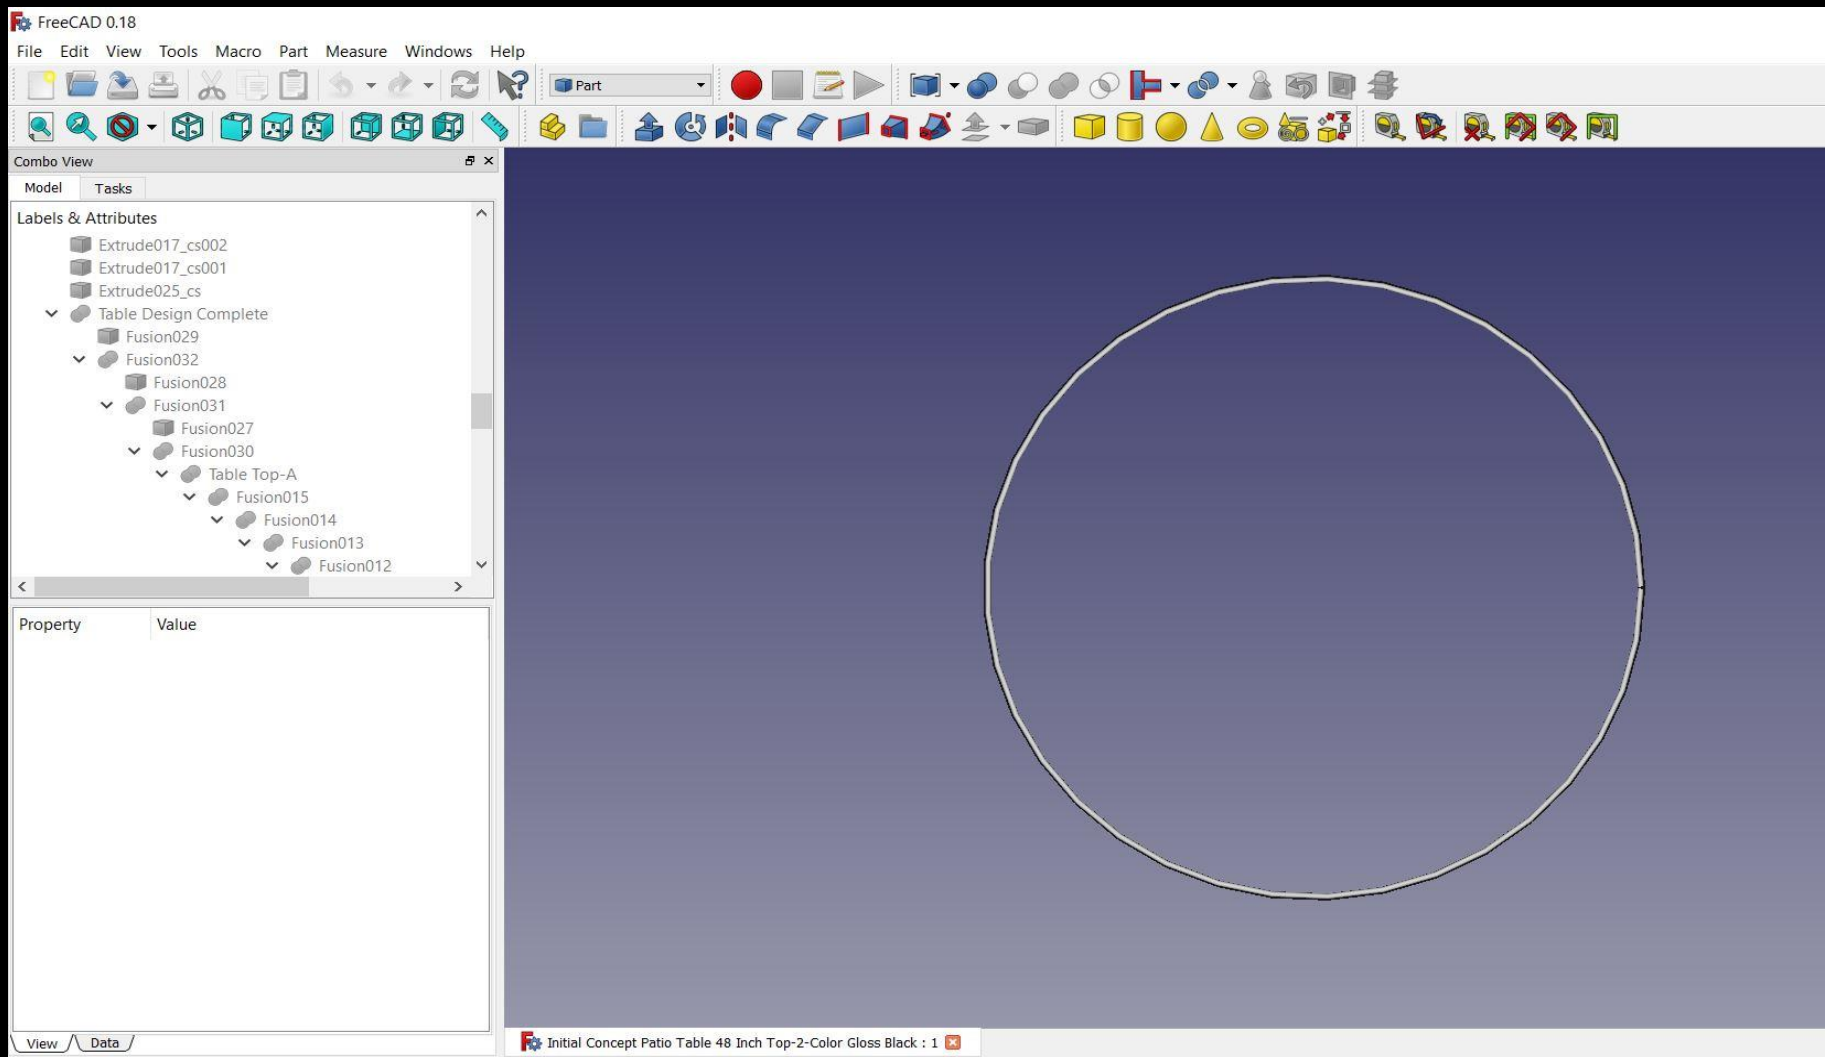 FreeCAD 0.18
File Edit View Tools Macro Part Measure Windows Help
Part
Combo View
Model Tasks
Labels & Attributes
Extrude017_cs002
Extrude017_cs001
Extrude025_cs
Table Design Complete
Fusion029
Fusion032
Fusion028
Fusion031
Fusion027
Fusion030
Table Top-A
Fusion015
Fusion014
Fusion013
Fusion012
Property Value
View Data
Initial Concept Patio Table 48 Inch Top-2-Color Gloss Black : 1